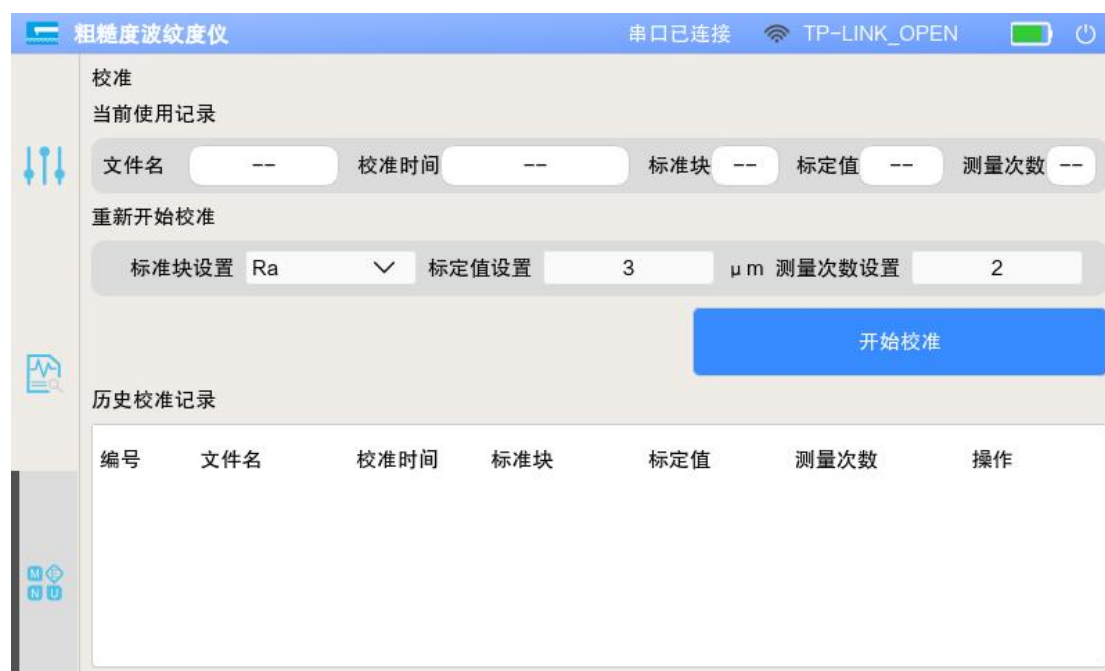 粗糙度波纹度仪 串口已连接 TP-LINK_OPEN
校准
当前使用记录
文件名 -- 校准时间 -- 标准块 -- 标定值 -- 测量次数 --
重新开始校准
标准块设置 Ra 标定值设置 3 μm 测量次数设置 2
开始校准
历史校准记录
编号 文件名 校准时间 标准块 标定值 测量次数 操作
M E
N U